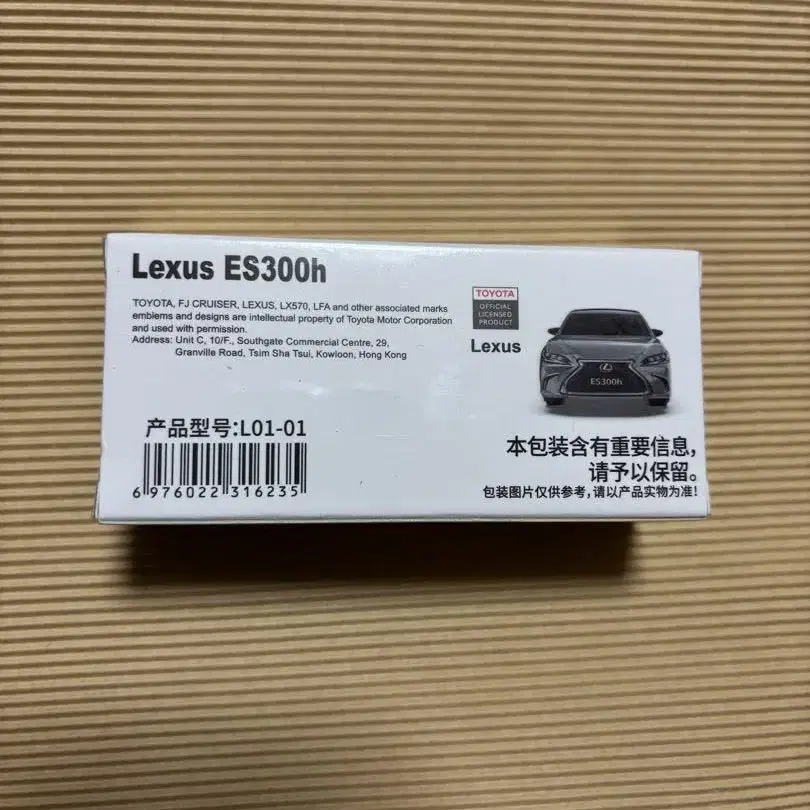 Lexus ES300h
TOYOTA, FJ CRUISER, LEXUS, LX570, LFA and other associated marks
emblems and designs are intellectual property of Toyota Motor Corporation
and used with permission.
Address: Unit C, 10/F., Southgate Commercial Centre, 29,
Granville Road, Tsim Sha Tsui, Kowloon, Hong Kong
TOYOTA
OFFICIAL
LICENSED
PRODUCT
Lexus
ES300h
产品型号:L01-01
6 976022 316235
本包装含有重要信息,
请予以保留。
包装图片仅供参考,请以产品实物为准!